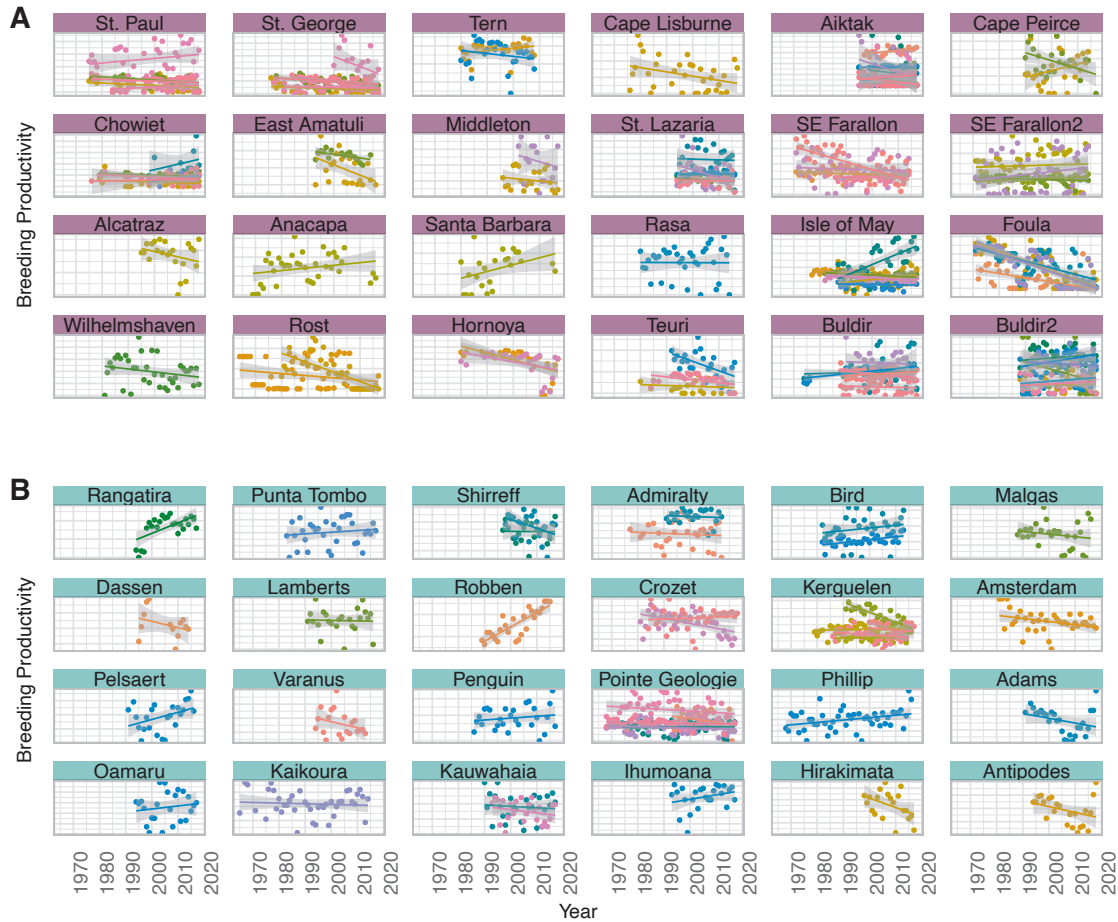 A
St. Paul St. George Tern Cape Lisburne Aiktak Cape Peirce
Chowiet East Amatuli Middleton St. Lazaria SE Farallon SE Farallon2
Alcatraz Anacapa Santa Barbara Rasa Isle of May Foula
Wilhelmshaven Rost Hornoya Teuri Buldir Buldir2
Breeding Productivity
B
Rangatira Punta Tombo Shirreff Admiralty Bird Malgas
Dassen Lamberts Robben Crozet Kerguelen Amsterdam
Pelsaert Varanus Penguin Pointe Geologie Phillip Adams
Oamaru Kaikoura Kauwahaia Ihumoana Hirakimata Antipodes
Breeding Productivity
1970 1980 1990 2000 2010 2020 1970 1980 1990 2000 2010 2020 1970 1980 1990 2000 2010 2020 1970 1980 1990 2000 2010 2020 1970 1980 1990 2000 2010 2020 1970 1980 1990 2000 2010 2020
Year